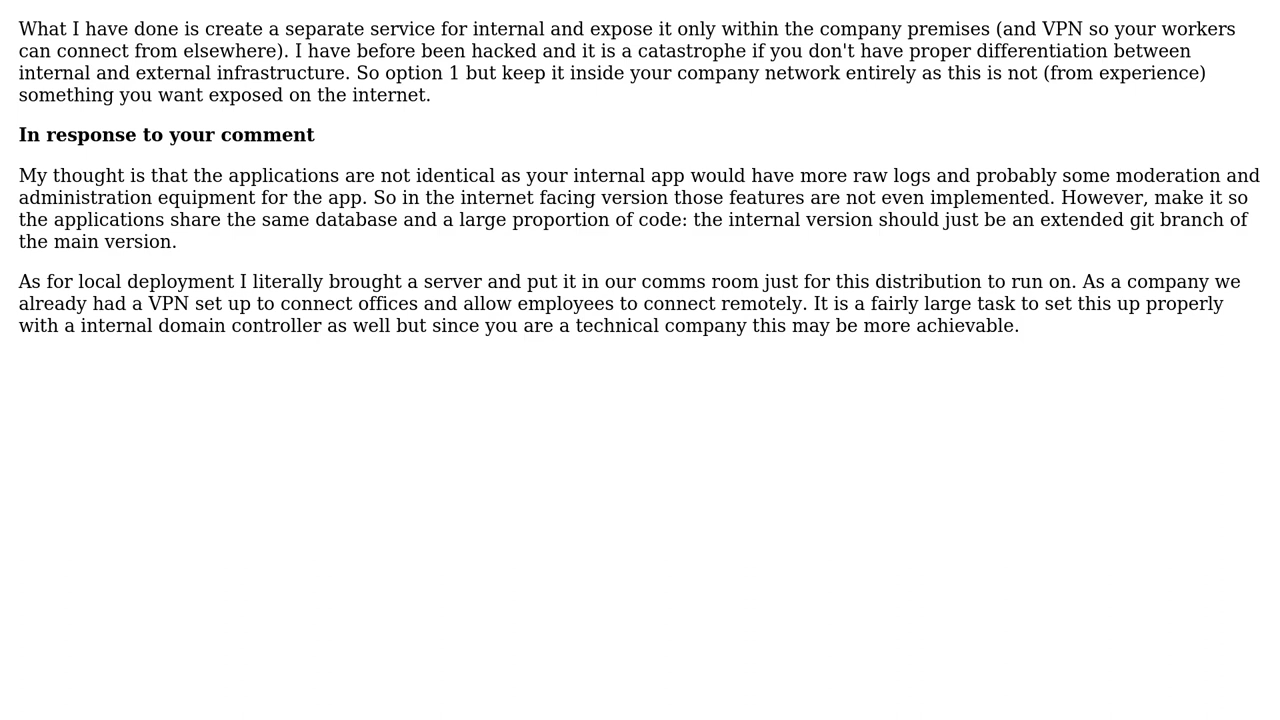 What I have done is create a separate service for internal and expose it only within the company premises (and VPN so your workers
can connect from elsewhere). I have before been hacked and it is a catastrophe if you don't have proper differentiation between
internal and external infrastructure. So option 1 but keep it inside your company network entirely as this is not (from experience)
something you want exposed on the internet.
In response to your comment
My thought is that the applications are not identical as your internal app would have more raw logs and probably some moderation and
administration equipment for the app. So in the internet facing version those features are not even implemented. However, make it so
the applications share the same database and a large proportion of code: the internal version should just be an extended git branch of
the main version.
As for local deployment I literally brought a server and put it in our comms room just for this distribution to run on. As a company we
already had a VPN set up to connect offices and allow employees to connect remotely. It is a fairly large task to set this up properly
with a internal domain controller as well but since you are a technical company this may be more achievable.